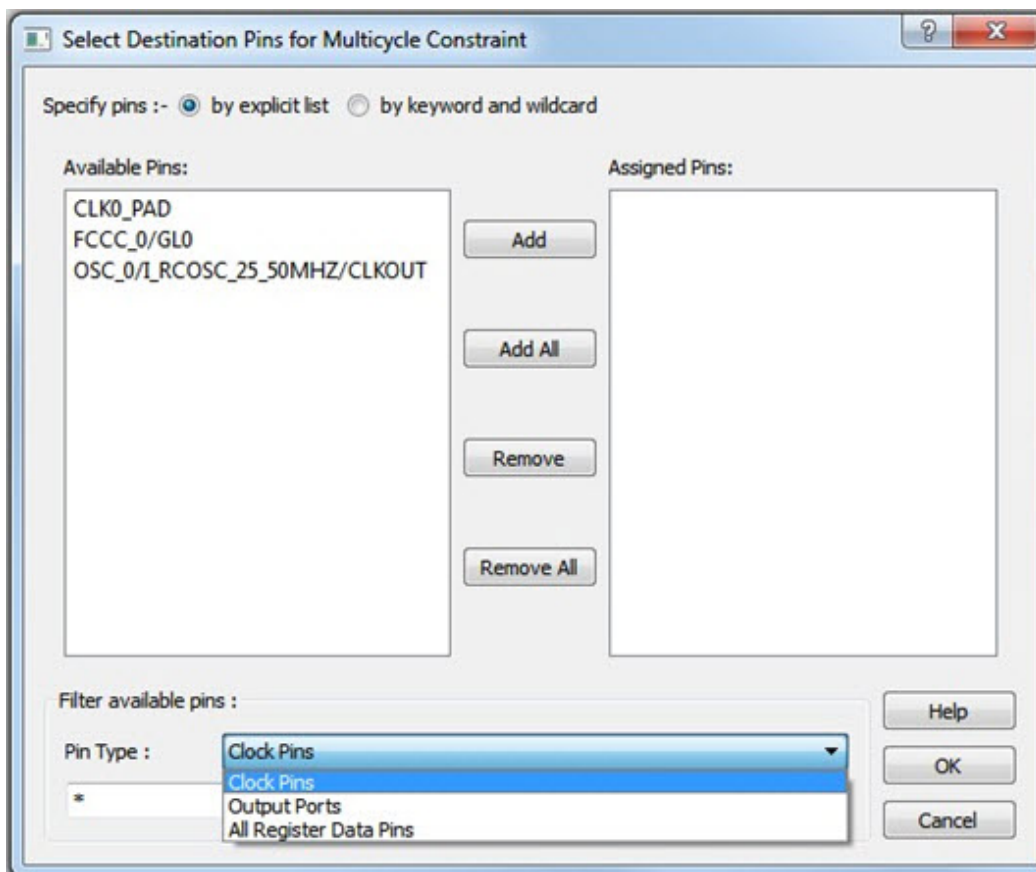 Select Destination Pins for Multicycle Constraint
Specify pins :- by explicit list by keyword and wildcard
Available Pins:
Assigned Pins:
CLK0_PAD
FCCC_0/GL0
OSC_0/I_RCOSC_25_50MHZ/CLKOUT
Add
Add All
Remove
Remove All
Filter available pins :
Pin Type :
Clock Pins
Clock Pins
Output Ports
All Register Data Pins
*
Help
OK
Cancel